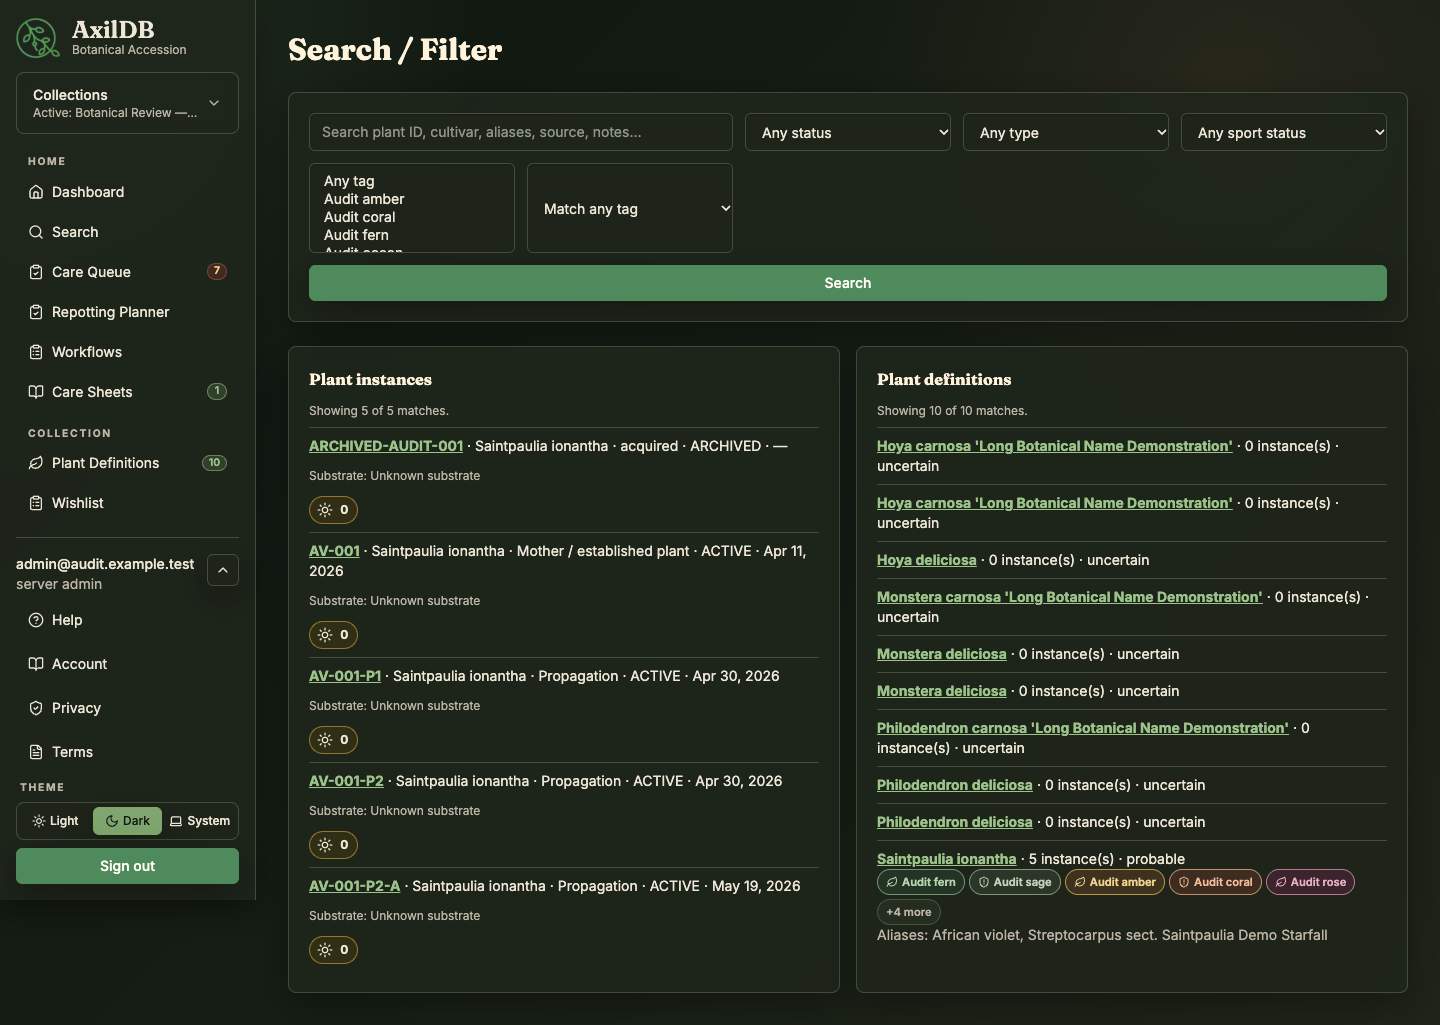 AxilDB
Botanical Accession
Collections
Active: Botanical Review —...
HOME
Dashboard
Search
Care Queue 7
Repotting Planner
Workflows
Care Sheets 1
COLLECTION
Plant Definitions 10
Wishlist
admin@audit.example.test
server admin
Help
Account
Privacy
Terms
THEME
Light Dark System
Sign out
Search / Filter
Search plant ID, cultivar, aliases, source, notes... Any status Any type Any sport status
Any tag
Audit amber
Audit coral
Audit fern
Match any tag
Search
Plant instances
Showing 5 of 5 matches.
ARCHIVED-AUDIT-001 · Saintpaulia ionantha · acquired · ARCHIVED · —
Substrate: Unknown substrate
0
AV-001 · Saintpaulia ionantha · Mother / established plant · ACTIVE · Apr 11,
2026
Substrate: Unknown substrate
0
AV-001-P1 · Saintpaulia ionantha · Propagation · ACTIVE · Apr 30, 2026
Substrate: Unknown substrate
0
AV-001-P2 · Saintpaulia ionantha · Propagation · ACTIVE · Apr 30, 2026
Substrate: Unknown substrate
0
AV-001-P2-A · Saintpaulia ionantha · Propagation · ACTIVE · May 19, 2026
Substrate: Unknown substrate
0
Plant definitions
Showing 10 of 10 matches.
Hoya carnosa 'Long Botanical Name Demonstration' · 0 instance(s) ·
uncertain
Hoya carnosa 'Long Botanical Name Demonstration' · 0 instance(s) ·
uncertain
Hoya deliciosa · 0 instance(s) · uncertain
Monstera carnosa 'Long Botanical Name Demonstration' · 0 instance(s) ·
uncertain
Monstera deliciosa · 0 instance(s) · uncertain
Monstera deliciosa · 0 instance(s) · uncertain
Philodendron carnosa 'Long Botanical Name Demonstration' · 0
instance(s) · uncertain
Philodendron deliciosa · 0 instance(s) · uncertain
Philodendron deliciosa · 0 instance(s) · uncertain
Saintpaulia ionantha · 5 instance(s) · probable
Audit fern Audit sage Audit amber Audit coral Audit rose
+4 more
Aliases: African violet, Streptocarpus sect. Saintpaulia Demo Starfall